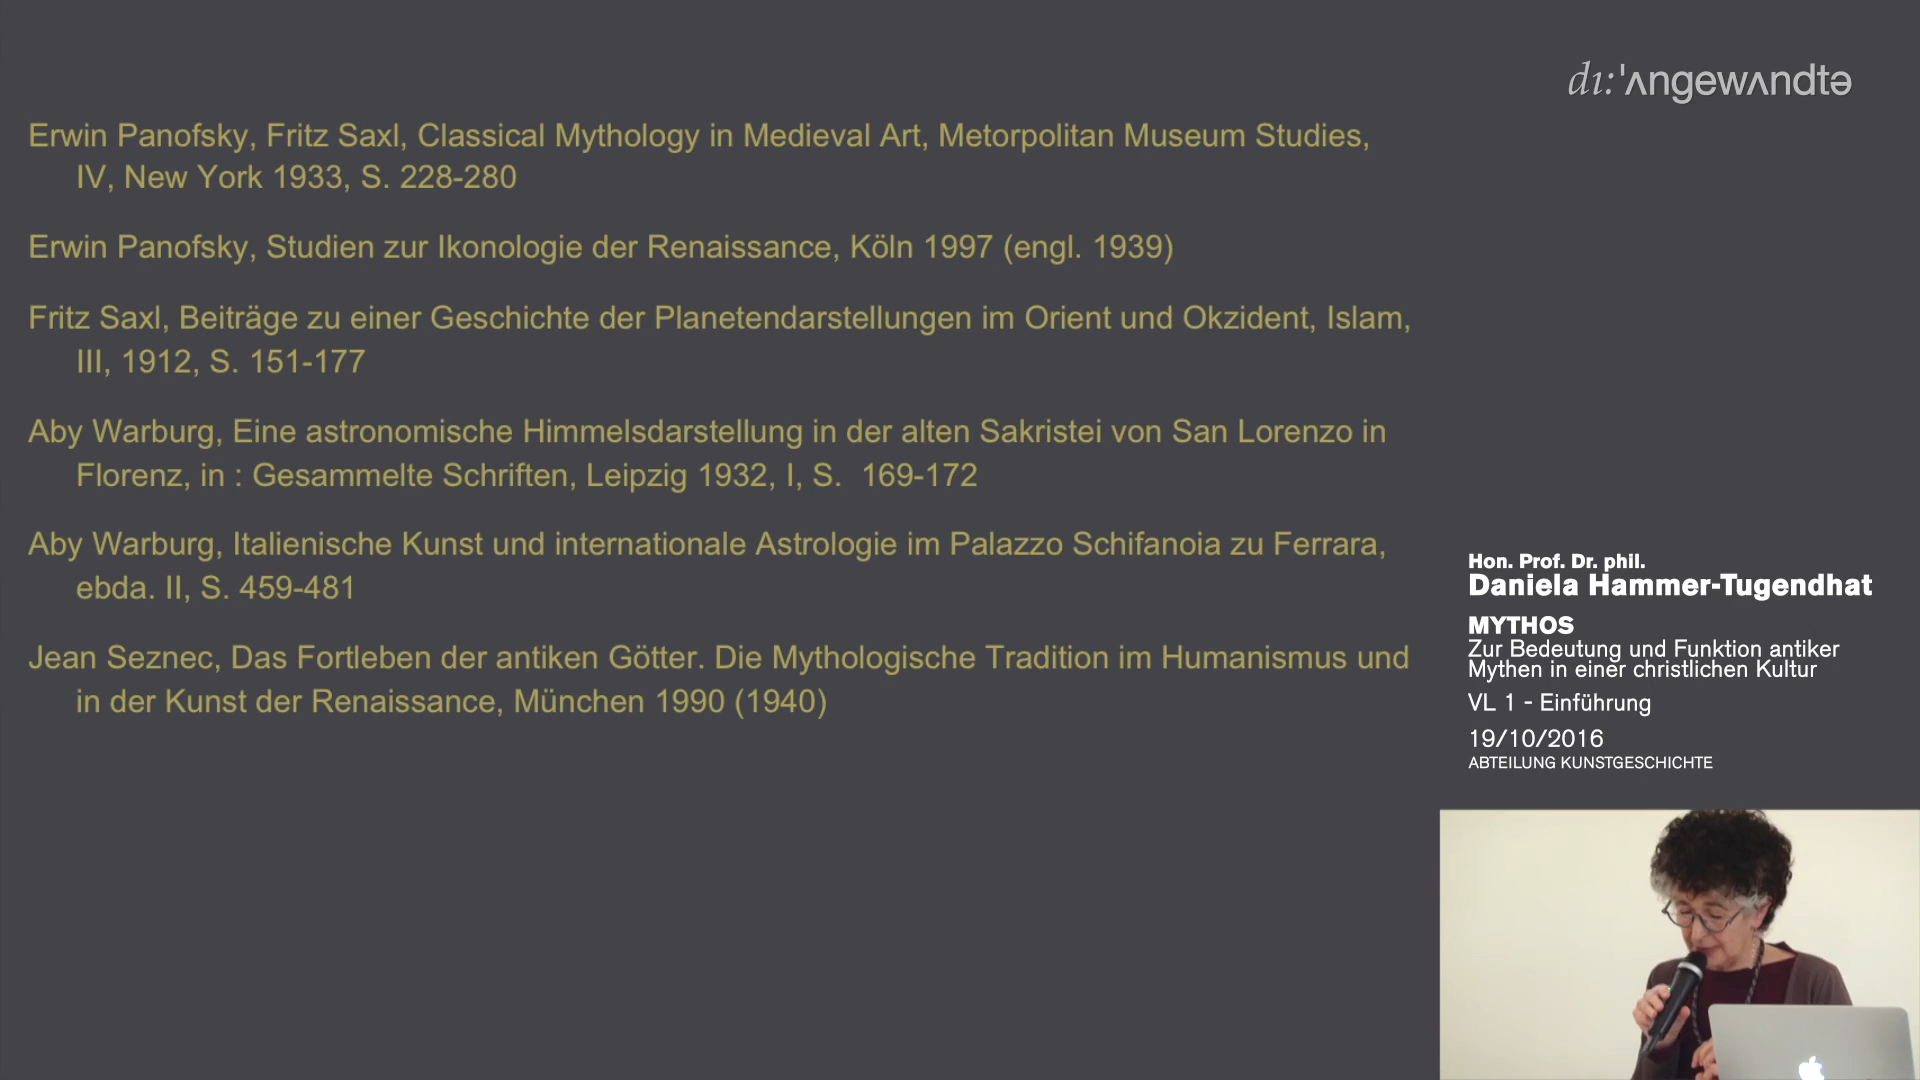 dı:'ʌngewʌndtə
Erwin Panofsky, Fritz Saxl, Classical Mythology in Medieval Art, Metorpolitan Museum Studies,
IV, New York 1933, S. 228-280
Erwin Panofsky, Studien zur Ikonologie der Renaissance, Köln 1997 (engl. 1939)
Fritz Saxl, Beiträge zu einer Geschichte der Planetendarstellungen im Orient und Okzident, Islam,
III, 1912, S. 151-177
Aby Warburg, Eine astronomische Himmelsdarstellung in der alten Sakristei von San Lorenzo in
Florenz, in : Gesammelte Schriften, Leipzig 1932, I, S.  169-172
Aby Warburg, Italienische Kunst und internationale Astrologie im Palazzo Schifanoia zu Ferrara,
ebda. II, S. 459-481
Jean Seznec, Das Fortleben der antiken Götter. Die Mythologische Tradition im Humanismus und
in der Kunst der Renaissance, München 1990 (1940)
Hon. Prof. Dr. phil.
Daniela Hammer-Tugendhat
MYTHOS
Zur Bedeutung und Funktion antiker
Mythen in einer christlichen Kultur
VL 1 - Einführung
19/10/2016
ABTEILUNG KUNSTGESCHICHTE